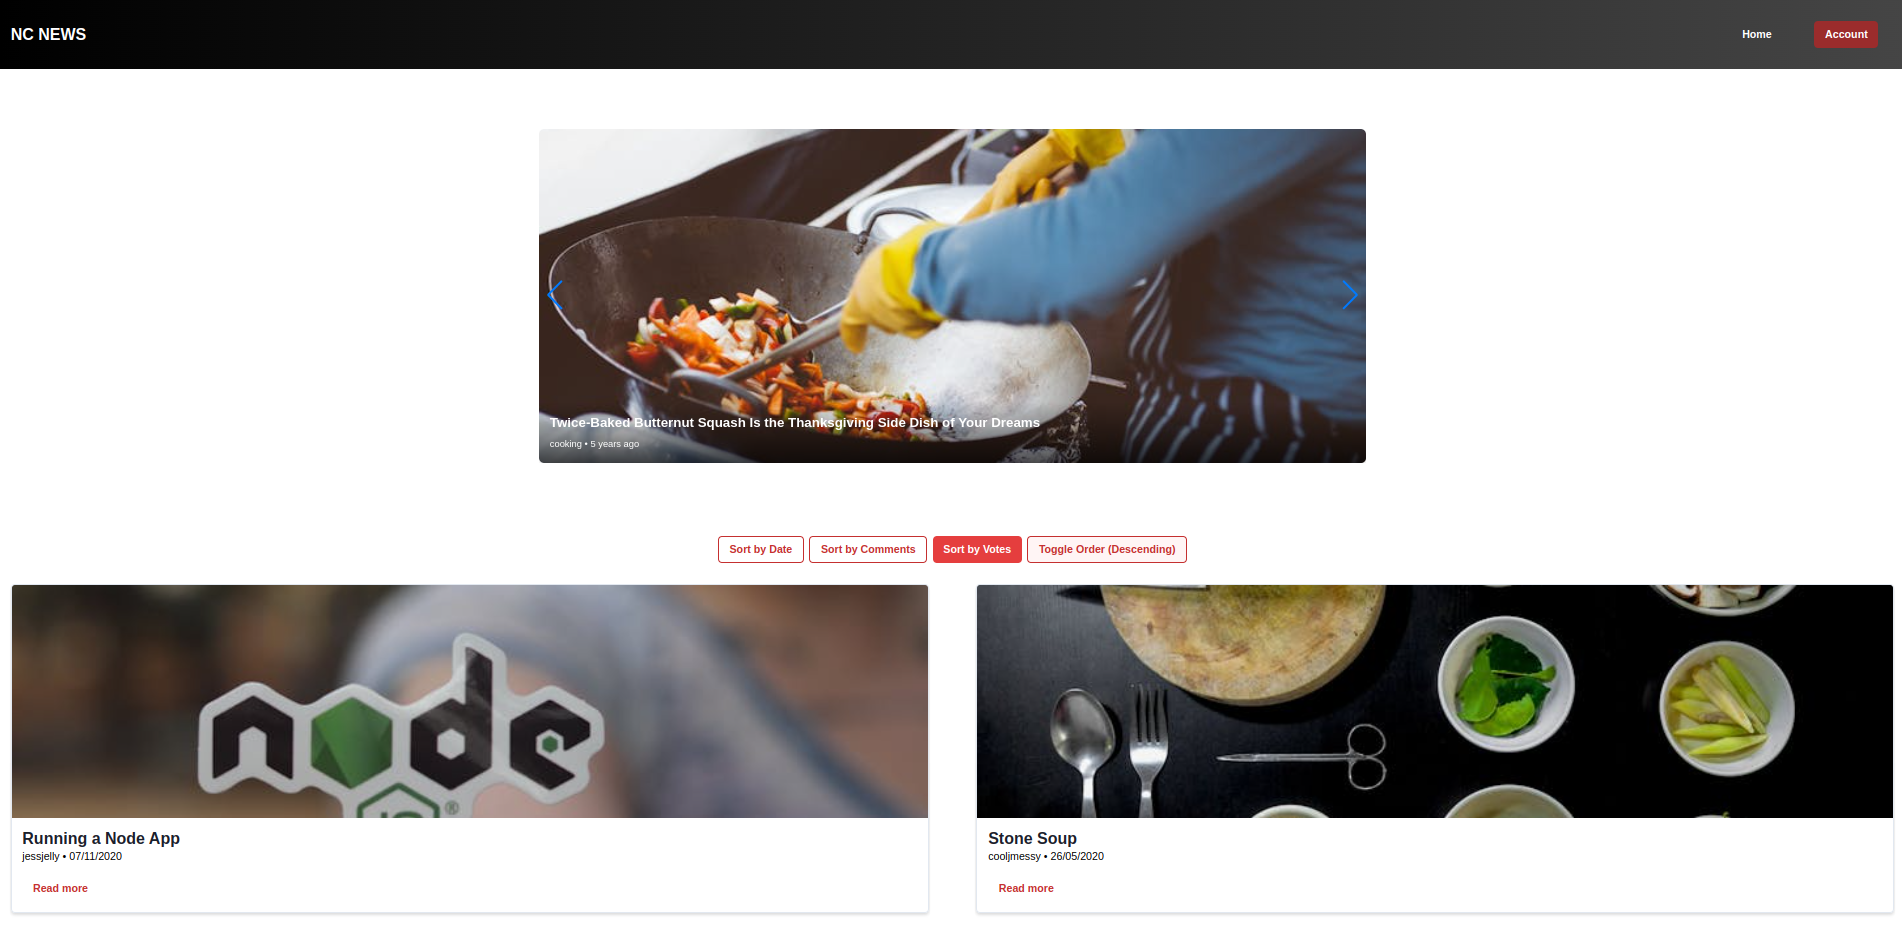 NC NEWS
Home
Account
Twice-Baked Butternut Squash Is the Thanksgiving Side Dish of Your Dreams
cooking • 5 years ago
Sort by Date
Sort by Comments
Sort by Votes
Toggle Order (Descending)
node
®
Running a Node App
jessjelly • 07/11/2020
Read more
Stone Soup
cooljmessy • 26/05/2020
Read more